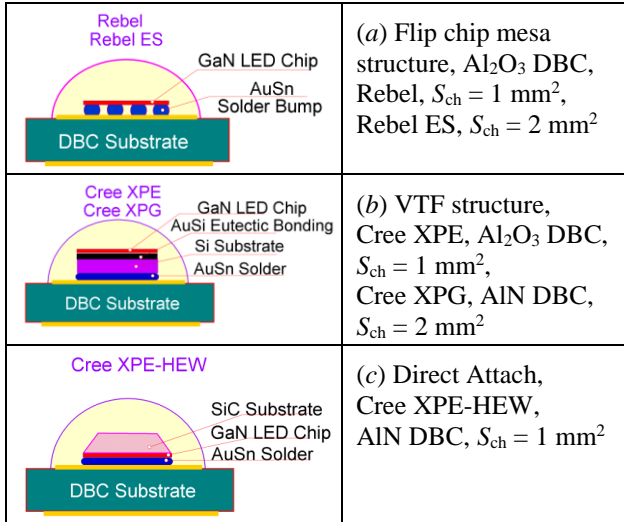 Rebel
Rebel ES
GaN LED Chip
AuSn
Solder Bump
DBC Substrate
(a) Flip chip mesa
structure, Al₂O₃ DBC,
Rebel, Sch = 1 mm²,
Rebel ES, Sch = 2 mm²
Cree XPE
Cree XPG
GaN LED Chip
AuSi Eutectic Bonding
Si Substrate
AuSn Solder
DBC Substrate
(b) VTF structure,
Cree XPE, Al₂O₃ DBC,
Sch = 1 mm²,
Cree XPG, AlN DBC,
Sch = 2 mm²
Cree XPE-HEW
SiC Substrate
GaN LED Chip
AuSn Solder
DBC Substrate
(c) Direct Attach,
Cree XPE-HEW,
AlN DBC, Sch = 1 mm²